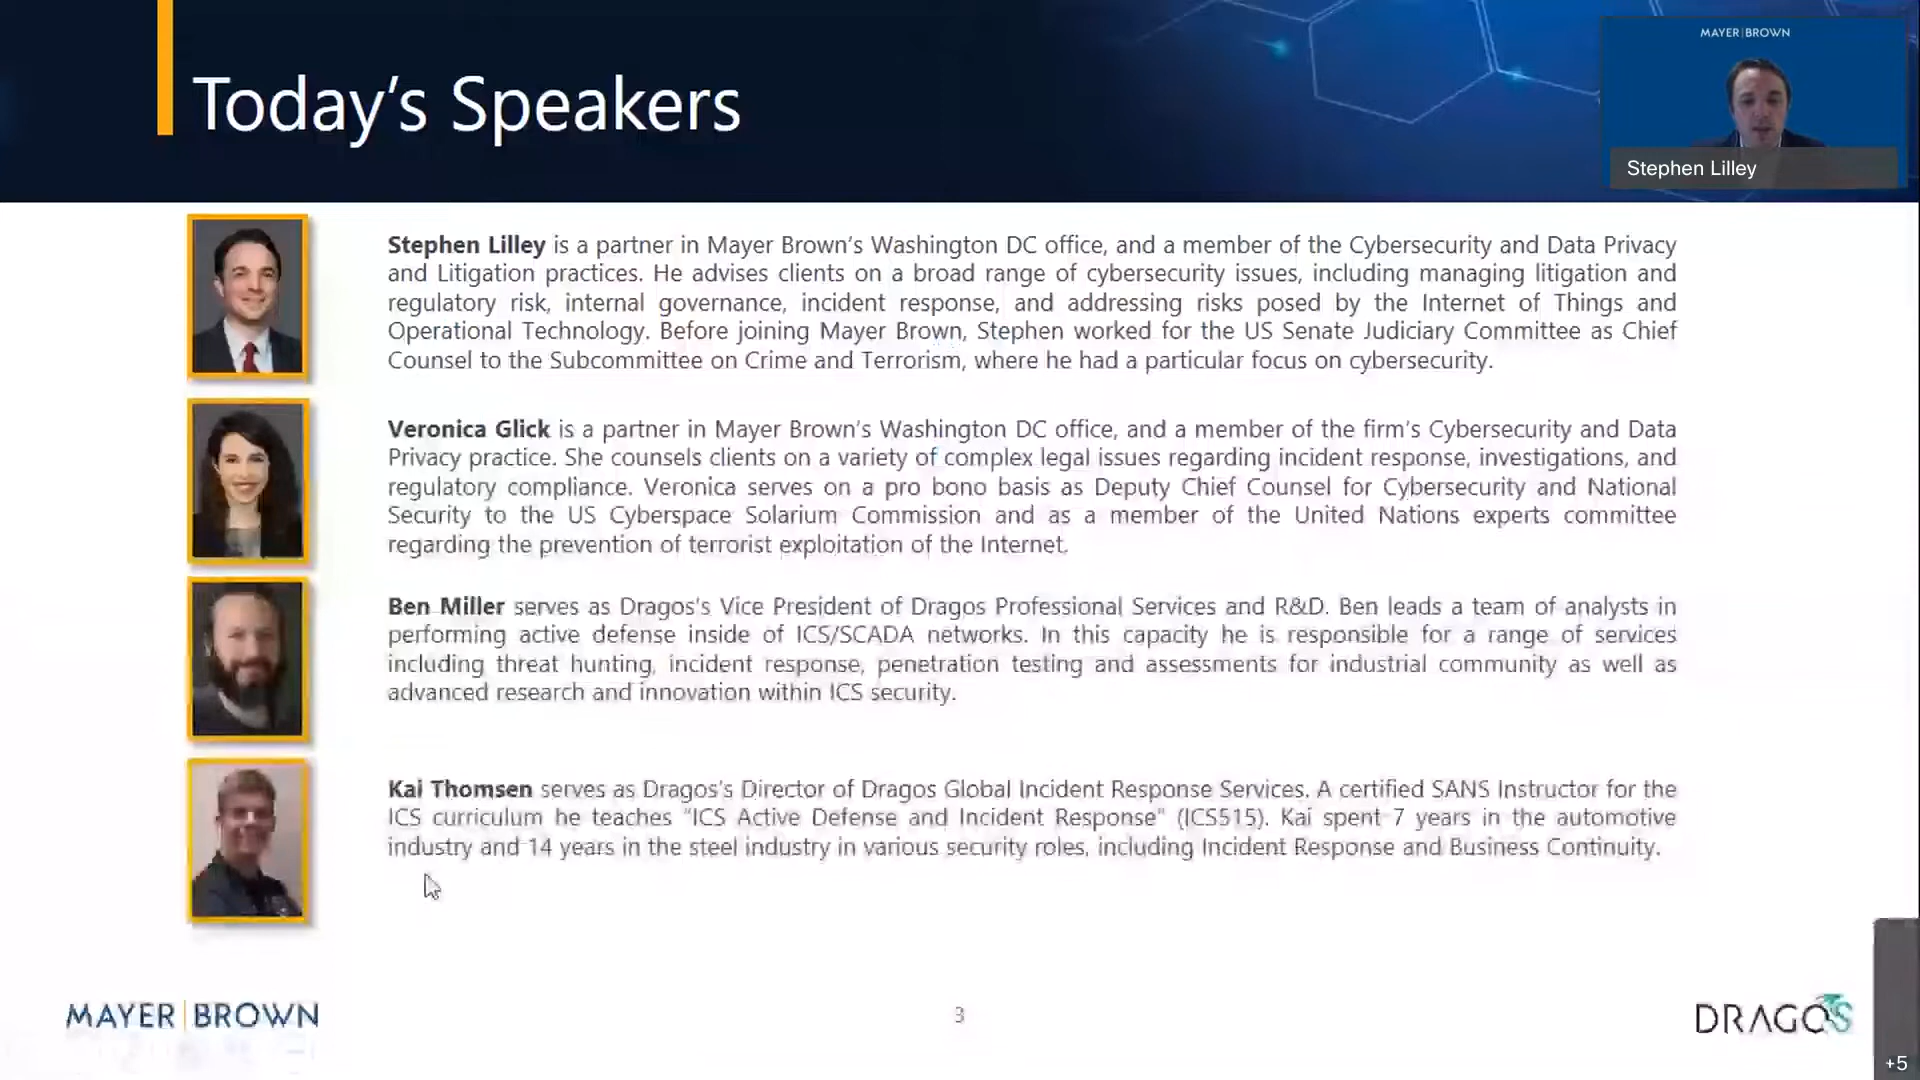 Today's Speakers
MAYER|BROWN
Stephen Lilley
Stephen Lilley is a partner in Mayer Brown's Washington DC office, and a member of the Cybersecurity and Data Privacy
and Litigation practices. He advises clients on a broad range of cybersecurity issues, including managing litigation and
regulatory risk, internal governance, incident response, and addressing risks posed by the Internet of Things and
Operational Technology. Before joining Mayer Brown, Stephen worked for the US Senate Judiciary Committee as Chief
Counsel to the Subcommittee on Crime and Terrorism, where he had a particular focus on cybersecurity.
Veronica Glick is a partner in Mayer Brown's Washington DC office, and a member of the firm's Cybersecurity and Data
Privacy practice. She counsels clients on a variety of complex legal issues regarding incident response, investigations, and
regulatory compliance. Veronica serves on a pro bono basis as Deputy Chief Counsel for Cybersecurity and National
Security to the US Cyberspace Solarium Commission and as a member of the United Nations experts committee
regarding the prevention of terrorist exploitation of the Internet.
Ben Miller serves as Dragos's Vice President of Dragos Professional Services and R&D. Ben leads a team of analysts in
performing active defense inside of ICS/SCADA networks. In this capacity he is responsible for a range of services
including threat hunting, incident response, penetration testing and assessments for industrial community as well as
advanced research and innovation within ICS security.
Kai Thomsen serves as Dragos's Director of Dragos Global Incident Response Services. A certified SANS Instructor for the
ICS curriculum he teaches "ICS Active Defense and Incident Response" (ICS515). Kai spent 7 years in the automotive
industry and 14 years in the steel industry in various security roles, including Incident Response and Business Continuity.
MAYER|BROWN
3
DRAGOS
+5